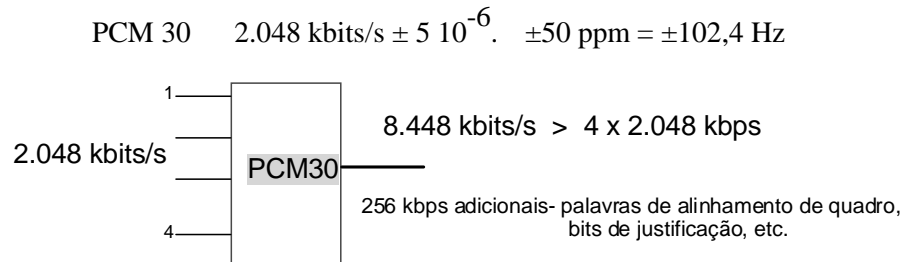 PCM 30 2.048 kbits/s ± 5 10-6. ±50 ppm = ±102,4 Hz
1
8.448 kbits/s > 4 x 2.048 kbps
2.048 kbits/s
PCM30
256 kbps adicionais- palavras de alinhamento de quadro,
bits de justificação, etc.
4